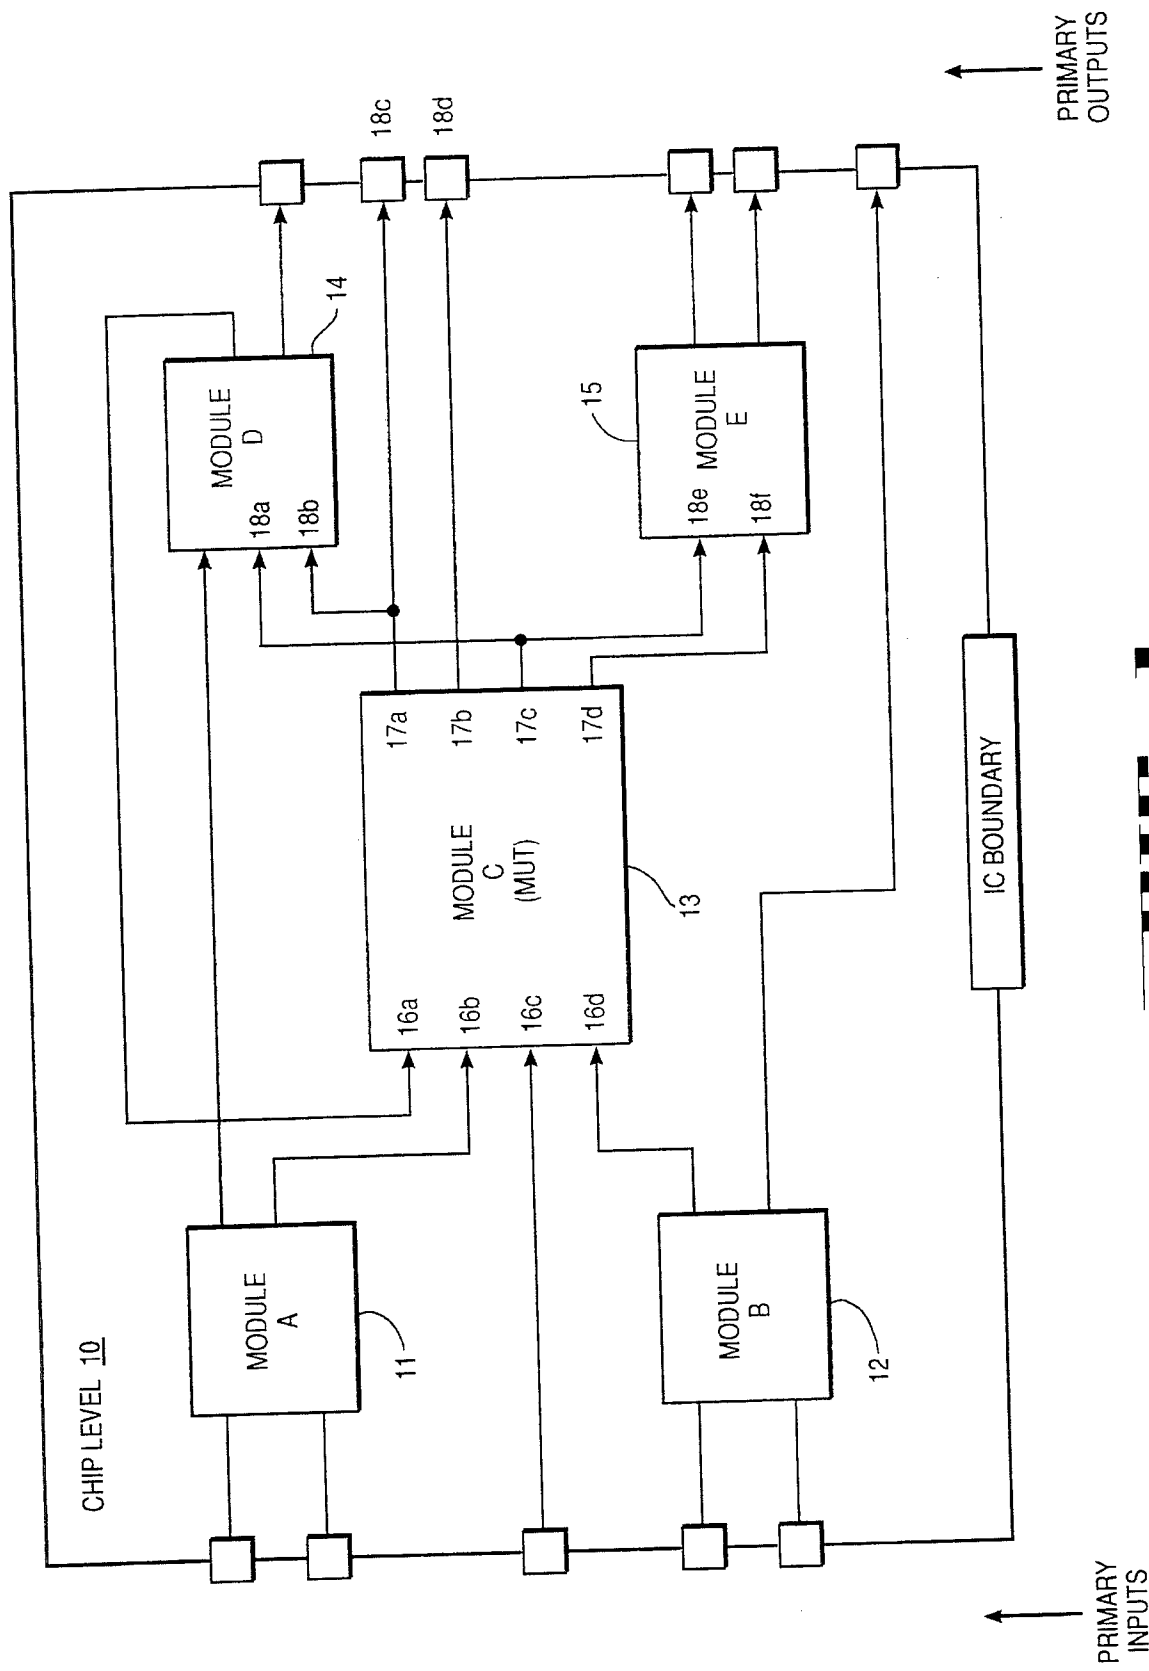 CHIP LEVEL 10
MODULE
A
11
MODULE
B
12
16a
16b
16c
16d
MODULE
C
(MUT)
13
17a
17b
17c
17d
MODULE
D
18a
18b
14
MODULE
E
18e
18f
15
18c
18d
IC BOUNDARY
PRIMARY
INPUTS
PRIMARY
OUTPUTS